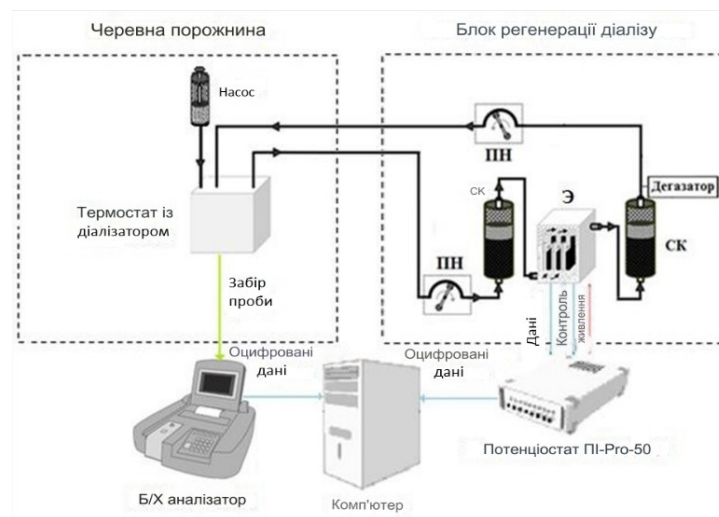 Черевна порожнина
Блок регенерації діалізу
Насос
ПН
Дегазатор
СК
Э
Термостат із
діалізатором
ПН
СК
Забір
проби
Дані
Контроль
живлення
Оцифровані
дані
Оцифровані
дані
Потенціостат ПІ-Pro-50
Б/Х аналізатор
Комп'ютер